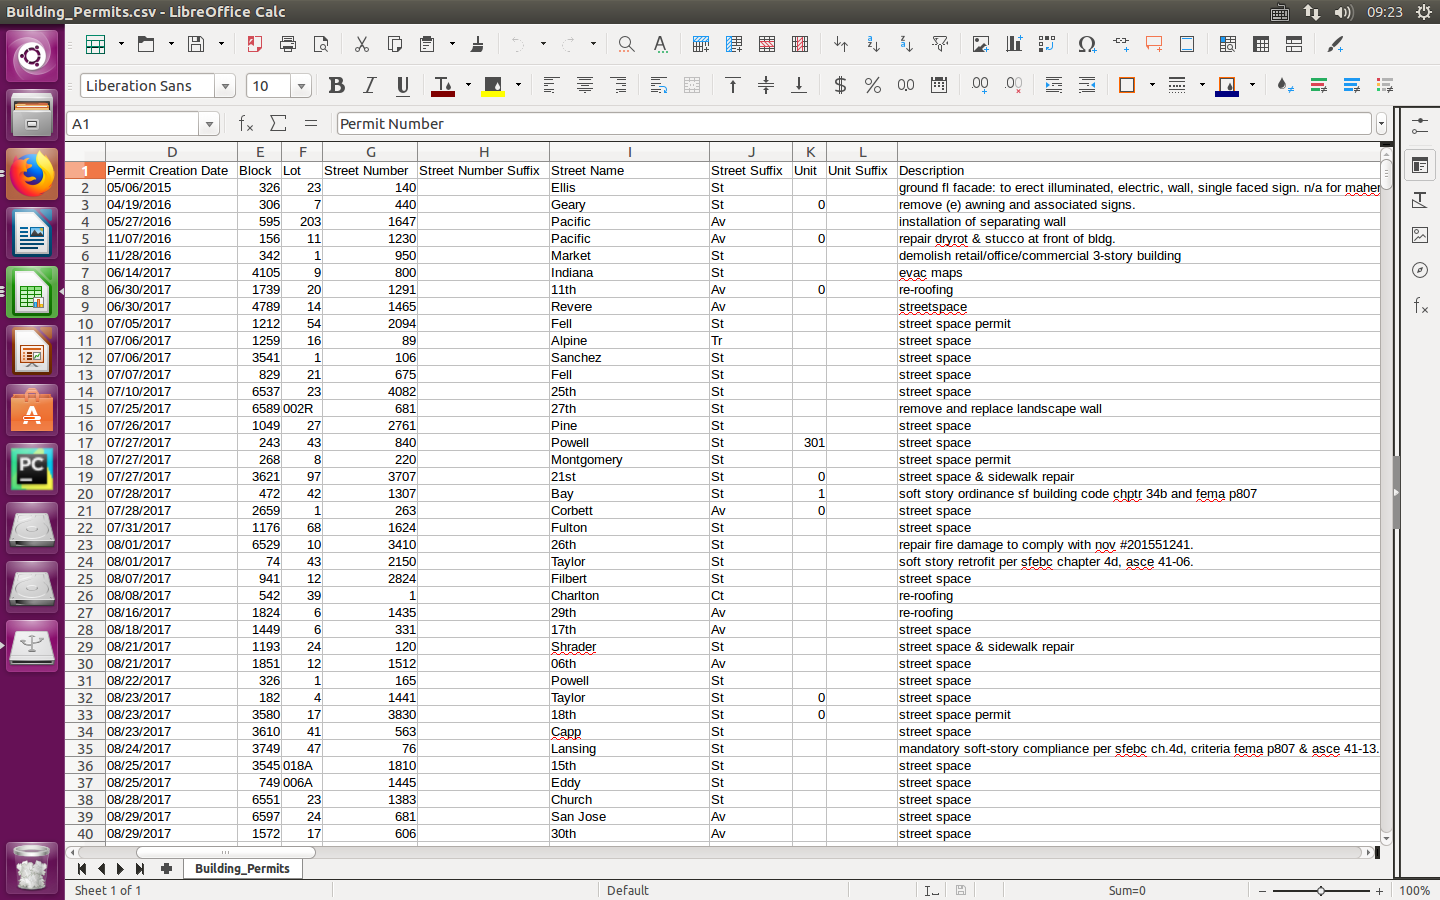 Building_Permits.csv - LibreOffice Calc 09:23
Liberation Sans 10
A1 Permit Number
D E F G H I J K L
1 Permit Creation Date Block Lot Street Number Street Number Suffix Street Name Street Suffix Unit Unit Suffix Description
2 05/06/2015 326 23 140 Ellis St ground fl facade: to erect illuminated, electric, wall, single faced sign. n/a for maher
3 04/19/2016 306 7 440 Geary St 0 remove (e) awning and associated signs.
4 05/27/2016 595 203 1647 Pacific Av installation of separating wall
5 11/07/2016 156 11 1230 Pacific Av 0 repair dryrot & stucco at front of bldg.
6 11/28/2016 342 1 950 Market St demolish retail/office/commercial 3-story building
7 06/14/2017 4105 9 800 Indiana St evac maps
8 06/30/2017 1739 20 1291 11th Av 0 re-roofing
9 06/30/2017 4789 14 1465 Revere Av streetspace
10 07/05/2017 1212 54 2094 Fell St street space permit
11 07/06/2017 1259 16 89 Alpine Tr street space
12 07/06/2017 3541 1 106 Sanchez St street space
13 07/07/2017 829 21 675 Fell St street space
14 07/10/2017 6537 23 4082 25th St street space
15 07/25/2017 6589 002R 681 27th St remove and replace landscape wall
16 07/26/2017 1049 27 2761 Pine St street space
17 07/27/2017 243 43 840 Powell St 301 street space
18 07/27/2017 268 8 220 Montgomery St street space permit
19 07/27/2017 3621 97 3707 21st St 0 street space & sidewalk repair
20 07/28/2017 472 42 1307 Bay St 1 soft story ordinance sf building code chptr 34b and fema p807
21 07/28/2017 2659 1 263 Corbett Av 0 street space
22 07/31/2017 1176 68 1624 Fulton St street space
23 08/01/2017 6529 10 3410 26th St repair fire damage to comply with nov #201551241.
24 08/01/2017 74 43 2150 Taylor St soft story retrofit per sfebc chapter 4d, asce 41-06.
25 08/07/2017 941 12 2824 Filbert St street space
26 08/08/2017 542 39 1 Charlton Ct re-roofing
27 08/16/2017 1824 6 1435 29th Av re-roofing
28 08/18/2017 1449 6 331 17th Av street space
29 08/21/2017 1193 24 120 Shrader St street space & sidewalk repair
30 08/21/2017 1851 12 1512 06th Av street space
31 08/22/2017 326 1 165 Powell St street space
32 08/23/2017 182 4 1441 Taylor St 0 street space
33 08/23/2017 3580 17 3830 18th St 0 street space permit
34 08/23/2017 3610 41 563 Capp St street space
35 08/24/2017 3749 47 76 Lansing St mandatory soft-story compliance per sfebc ch.4d, criteria fema p807 & asce 41-13.
36 08/25/2017 3545 018A 1810 15th St street space
37 08/25/2017 749 006A 1445 Eddy St street space
38 08/28/2017 6551 23 1383 Church St street space
39 08/29/2017 6597 24 681 San Jose Av street space
40 08/29/2017 1572 17 606 30th Av street space
Building_Permits
Sheet 1 of 1 Default Sum=0 100%